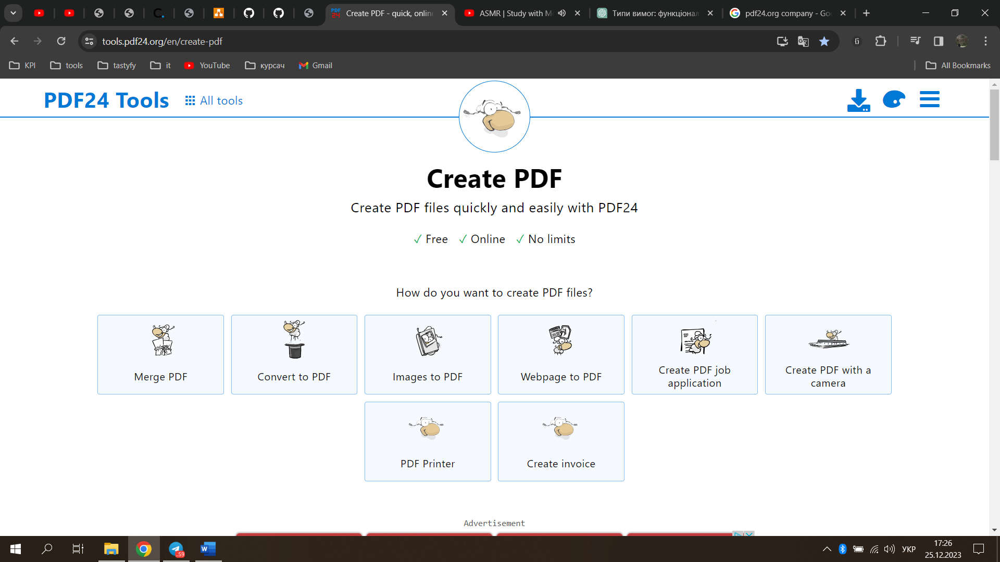 PDF 24
Create PDF - quick, online
ASMR | Study with M
Типи вимог: функціонал
pdf24.org company - Go
tools.pdf24.org/en/create-pdf
KPI
tools
tastyfy
it
YouTube
курсач
Gmail
All Bookmarks
PDF24 Tools
All tools
Create PDF
Create PDF files quickly and easily with PDF24
✓ Free ✓ Online ✓ No limits
How do you want to create PDF files?
Merge PDF
Convert to PDF
Images to PDF
Webpage to PDF
Create PDF job
application
Create PDF with a
camera
PDF Printer
Create invoice
Advertisement
..59
W
УКР
17:26
25.12.2023